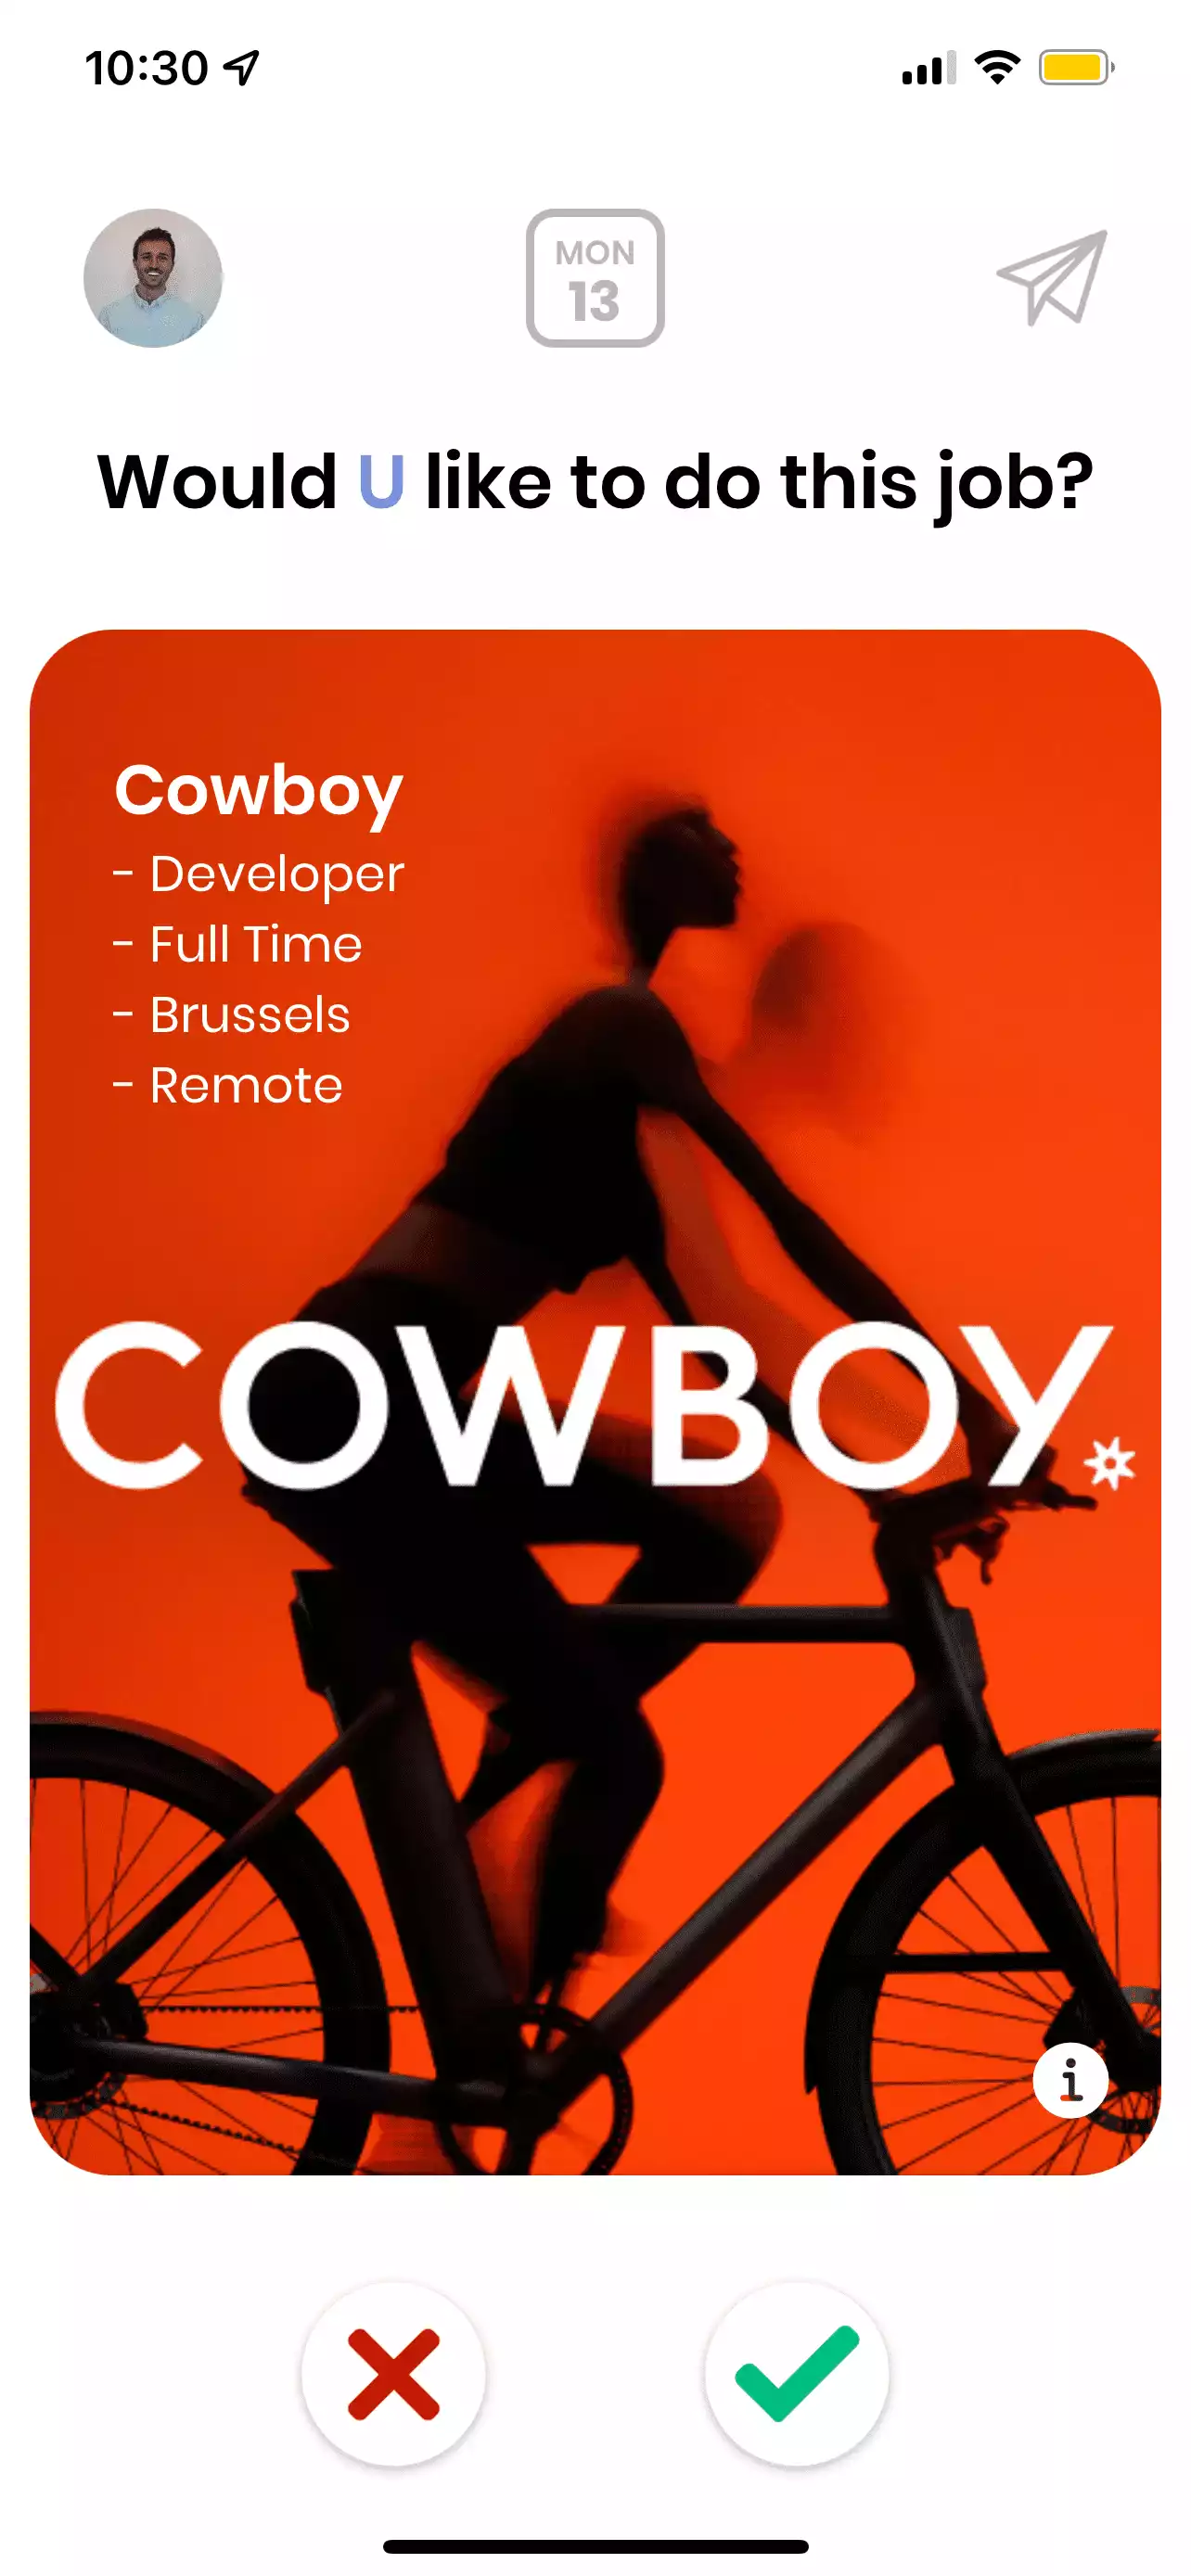 10:30
MON
13
Would U like to do this job?
Cowboy
- Developer
- Full Time
- Brussels
- Remote
COWBOY
i